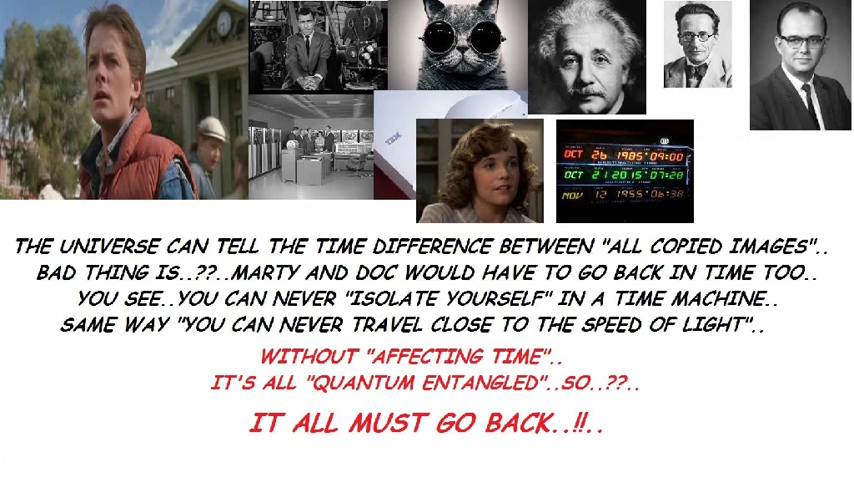 IBM
OCT 26 1985 09:00
OCT 21 2015 07:28
NOV 12 1955 06:38
THE UNIVERSE CAN TELL THE TIME DIFFERENCE BETWEEN "ALL COPIED IMAGES"..
BAD THING IS..??..MARTY AND DOC WOULD HAVE TO GO BACK IN TIME TOO..
YOU SEE..YOU CAN NEVER "ISOLATE YOURSELF" IN A TIME MACHINE..
SAME WAY "YOU CAN NEVER TRAVEL CLOSE TO THE SPEED OF LIGHT"..
WITHOUT "AFFECTING TIME"..
IT'S ALL "QUANTUM ENTANGLED"..SO..??..
IT ALL MUST GO BACK..!!..